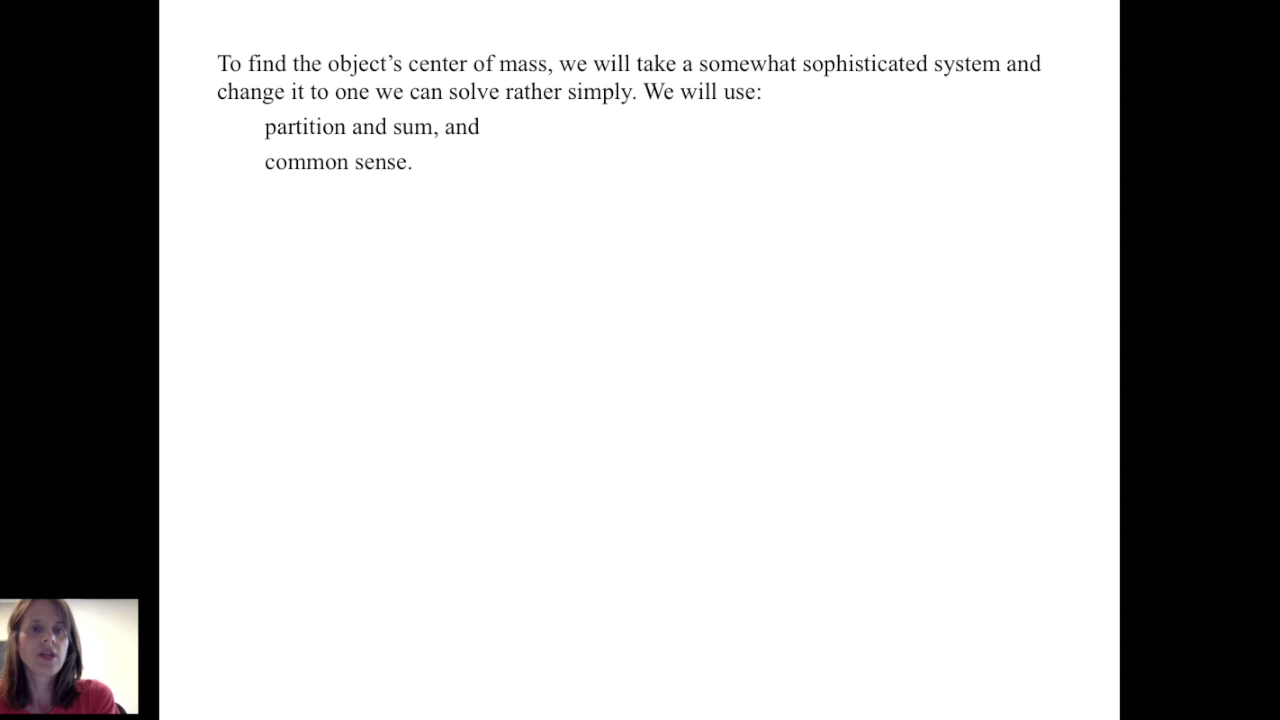 To find the object’s center of mass, we will take a somewhat sophisticated system and
change it to one we can solve rather simply. We will use:
partition and sum, and
common sense.